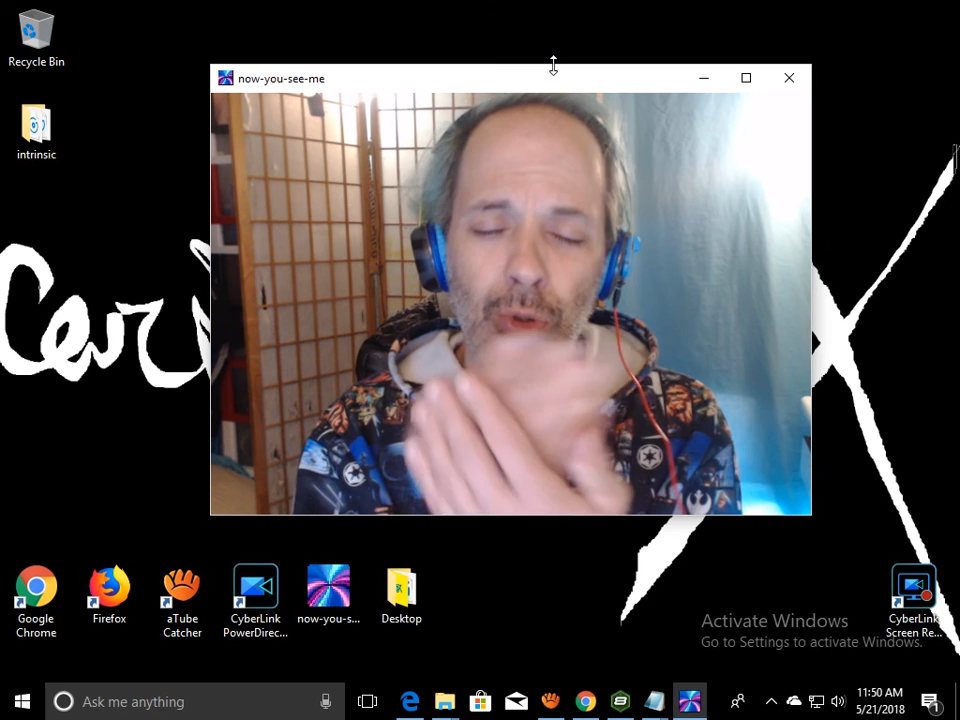 Recycle Bin
now-you-see-me
intrinsic
Google
Chrome
Firefox
aTube
Catcher
CyberLink
PowerDirec...
now-you-s...
Desktop
CyberLink
Screen Re...
Activate Windows
Go to Settings to activate Windows.
Ask me anything
11:50 AM
5/21/2018
1